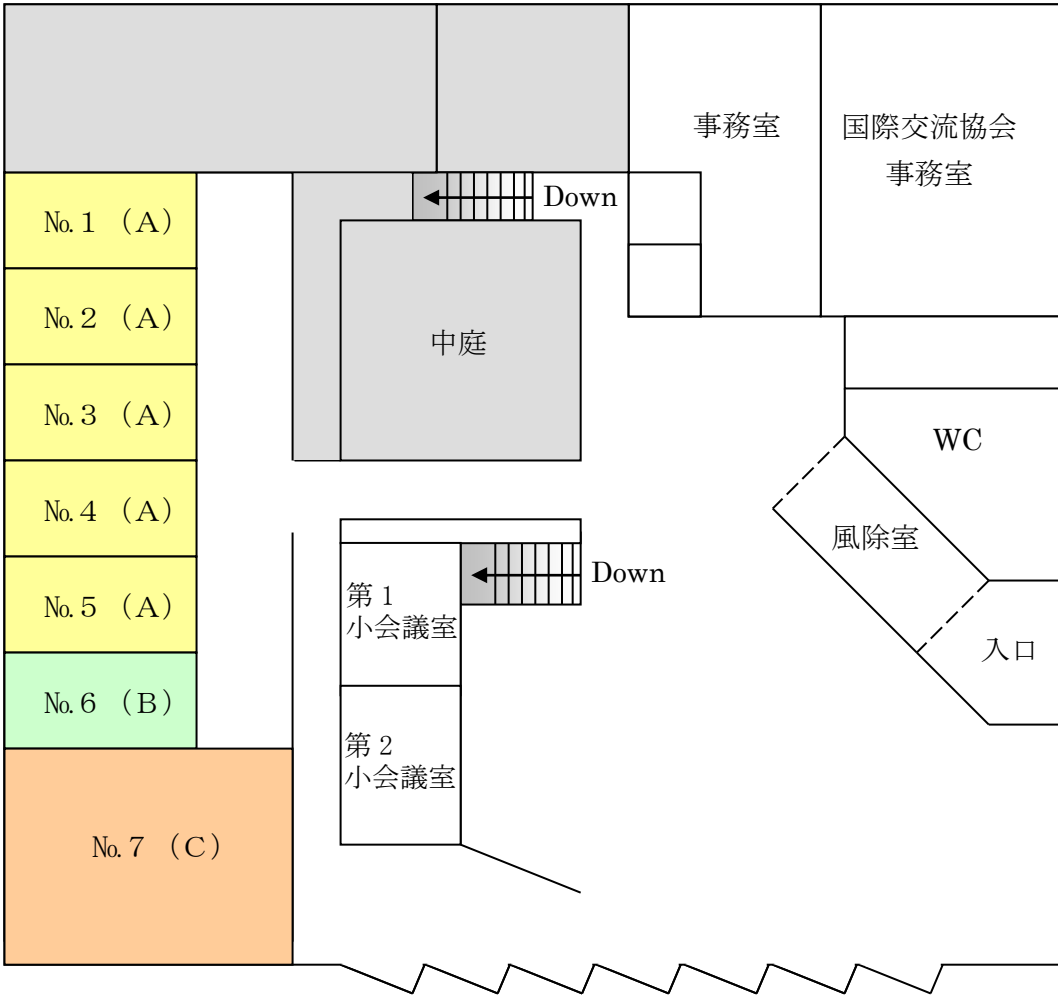 事務室
国際交流協会
事務室
№1 （A）
Down
№2 （A）
中庭
№3 （A）
WC
№4 （A）
風除室
Down
第1
小会議室
№5 （A）
入口
№6 （B）
第2
小会議室
№7 （C）